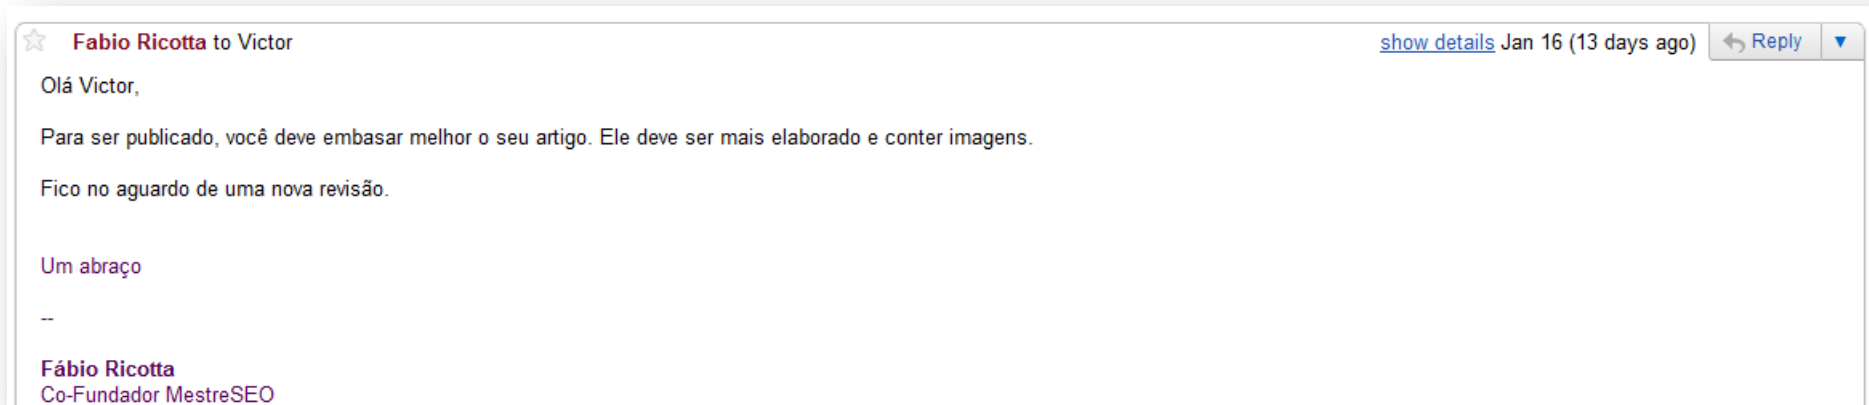 Fabio Ricotta to Victor show details Jan 16 (13 days ago) Reply
Olá Victor,
Para ser publicado, você deve embasar melhor o seu artigo. Ele deve ser mais elaborado e conter imagens.
Fico no aguardo de uma nova revisão.
Um abraço
--
Fábio Ricotta
Co-Fundador MestreSEO